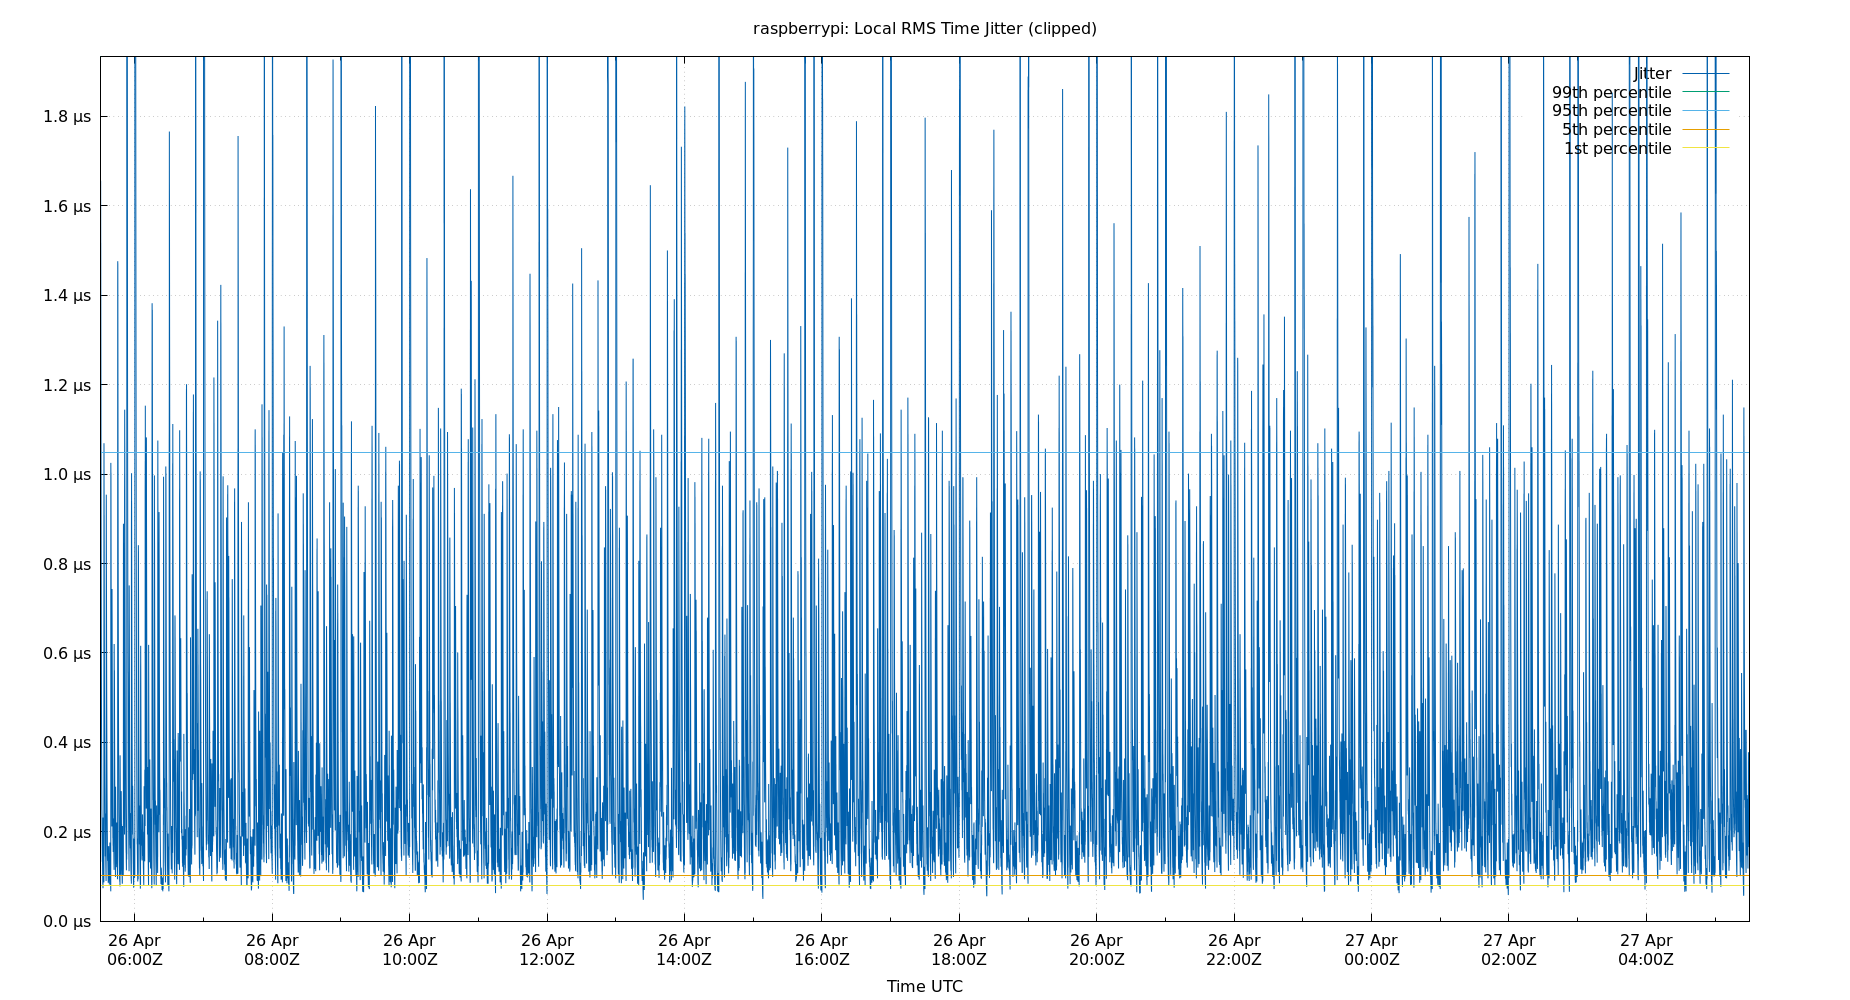 raspberrypi: Local RMS Time Jitter (clipped)
Jitter
99th percentile
95th percentile
5th percentile
1st percentile
1.8 µs
1.6 µs
1.4 µs
1.2 µs
1.0 µs
0.8 µs
0.6 µs
0.4 µs
0.2 µs
0.0 µs
26 Apr 26 Apr 26 Apr 26 Apr 26 Apr 26 Apr 26 Apr 26 Apr 26 Apr 27 Apr 27 Apr 27 Apr
06:00Z 08:00Z 10:00Z 12:00Z 14:00Z 16:00Z 18:00Z 20:00Z 22:00Z 00:00Z 02:00Z 04:00Z
Time UTC